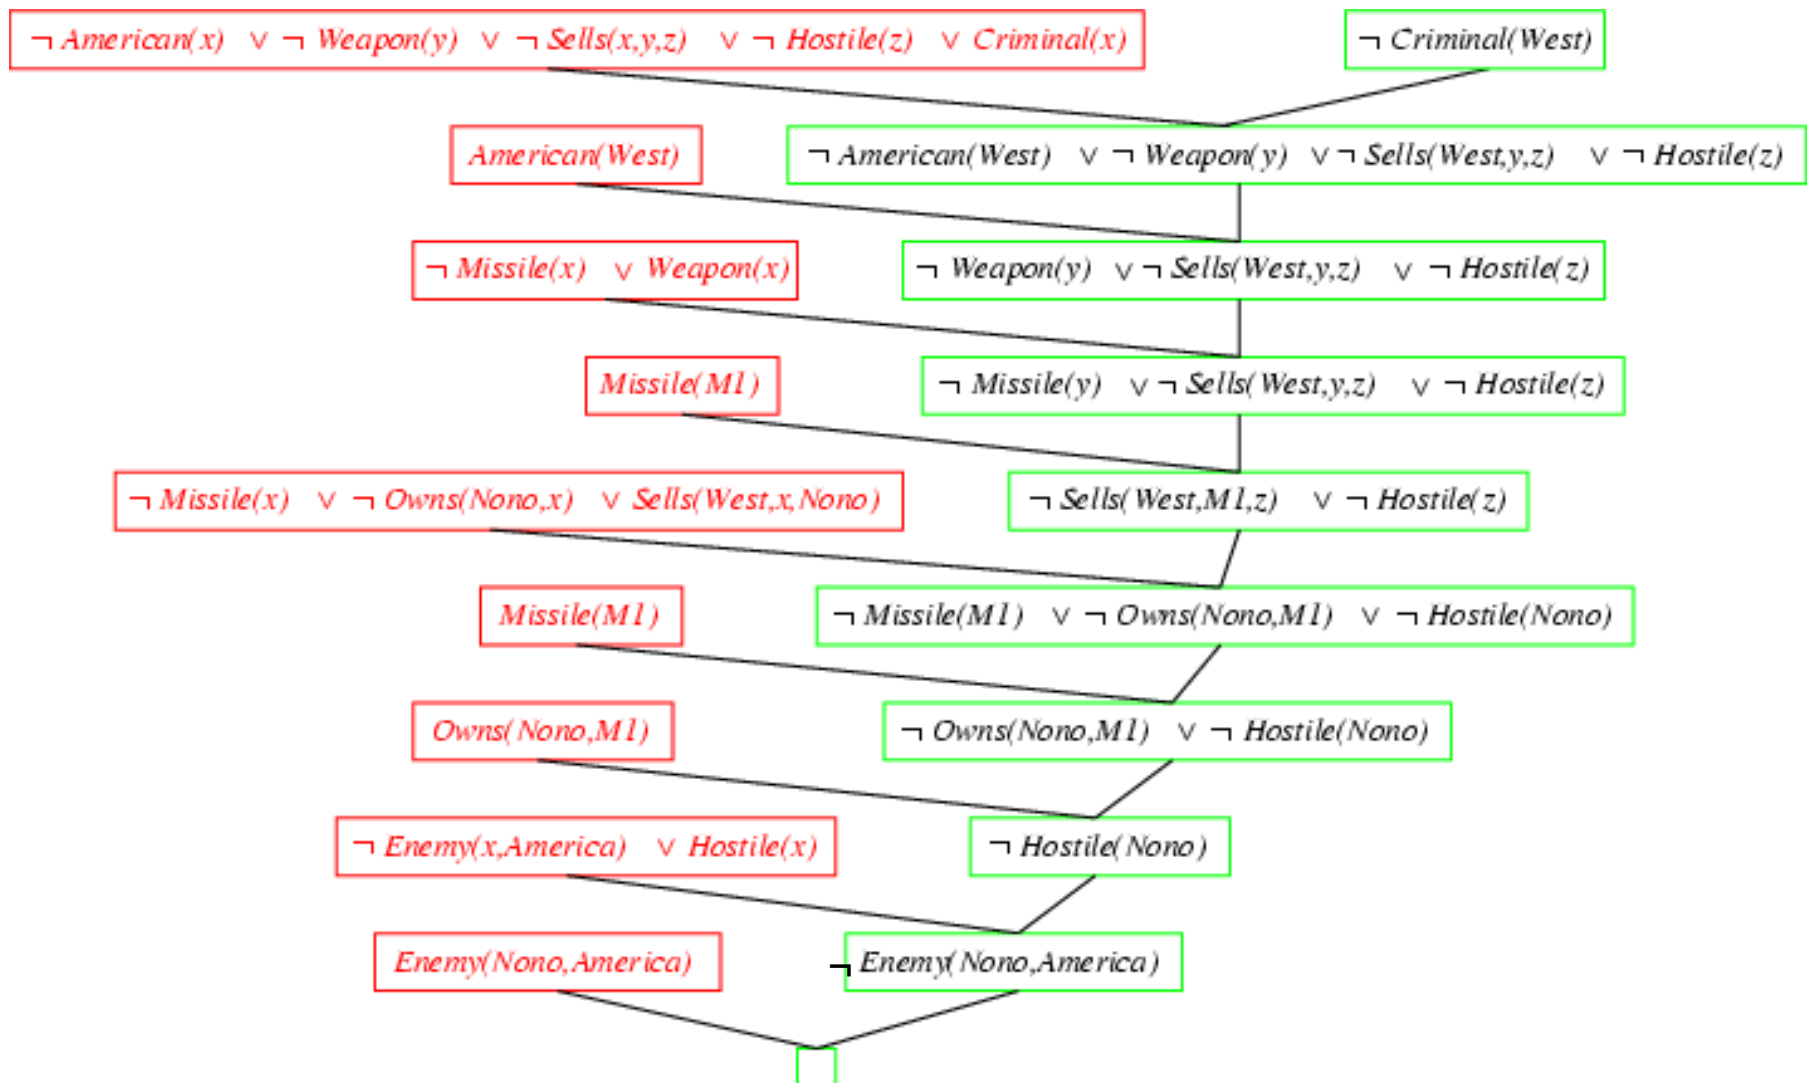 ¬ American(x) ∨ ¬ Weapon(y) ∨ ¬ Sells(x,y,z) ∨ ¬ Hostile(z) ∨ Criminal(x) ¬ Criminal(West)
American(West) ¬ American(West) ∨ ¬ Weapon(y) ∨ ¬ Sells(West,y,z) ∨ ¬ Hostile(z)
¬ Missile(x) ∨ Weapon(x) ¬ Weapon(y) ∨ ¬ Sells(West,y,z) ∨ ¬ Hostile(z)
Missile(M1) ¬ Missile(y) ∨ ¬ Sells(West,y,z) ∨ ¬ Hostile(z)
¬ Missile(x) ∨ ¬ Owns(Nono,x) ∨ Sells(West,x,Nono) ¬ Sells(West,M1,z) ∨ ¬ Hostile(z)
Missile(M1) ¬ Missile(M1) ∨ ¬ Owns(Nono,M1) ∨ ¬ Hostile(Nono)
Owns(Nono,M1) ¬ Owns(Nono,M1) ∨ ¬ Hostile(Nono)
¬ Enemy(x,America) ∨ Hostile(x) ¬ Hostile(Nono)
Enemy(Nono,America) ¬ Enemy(Nono,America)